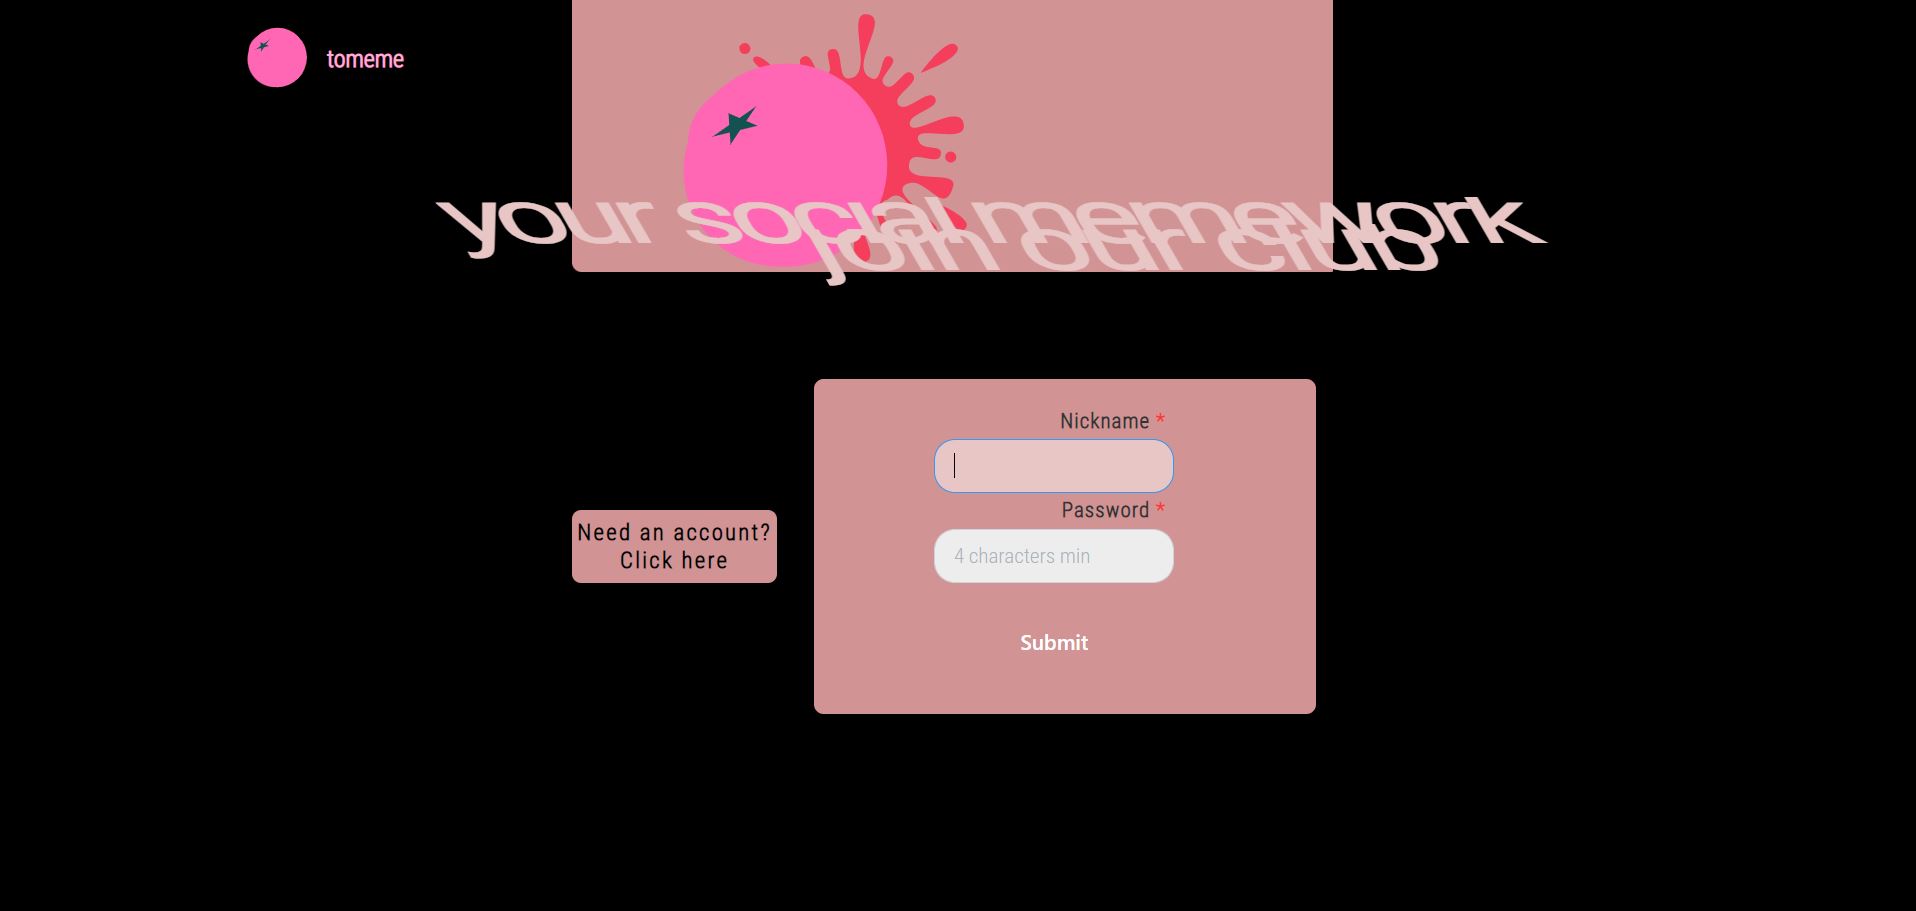 tomeme
your social memework
join our club
Nickname *
Password *
4 characters min
Need an account?
Click here
Submit